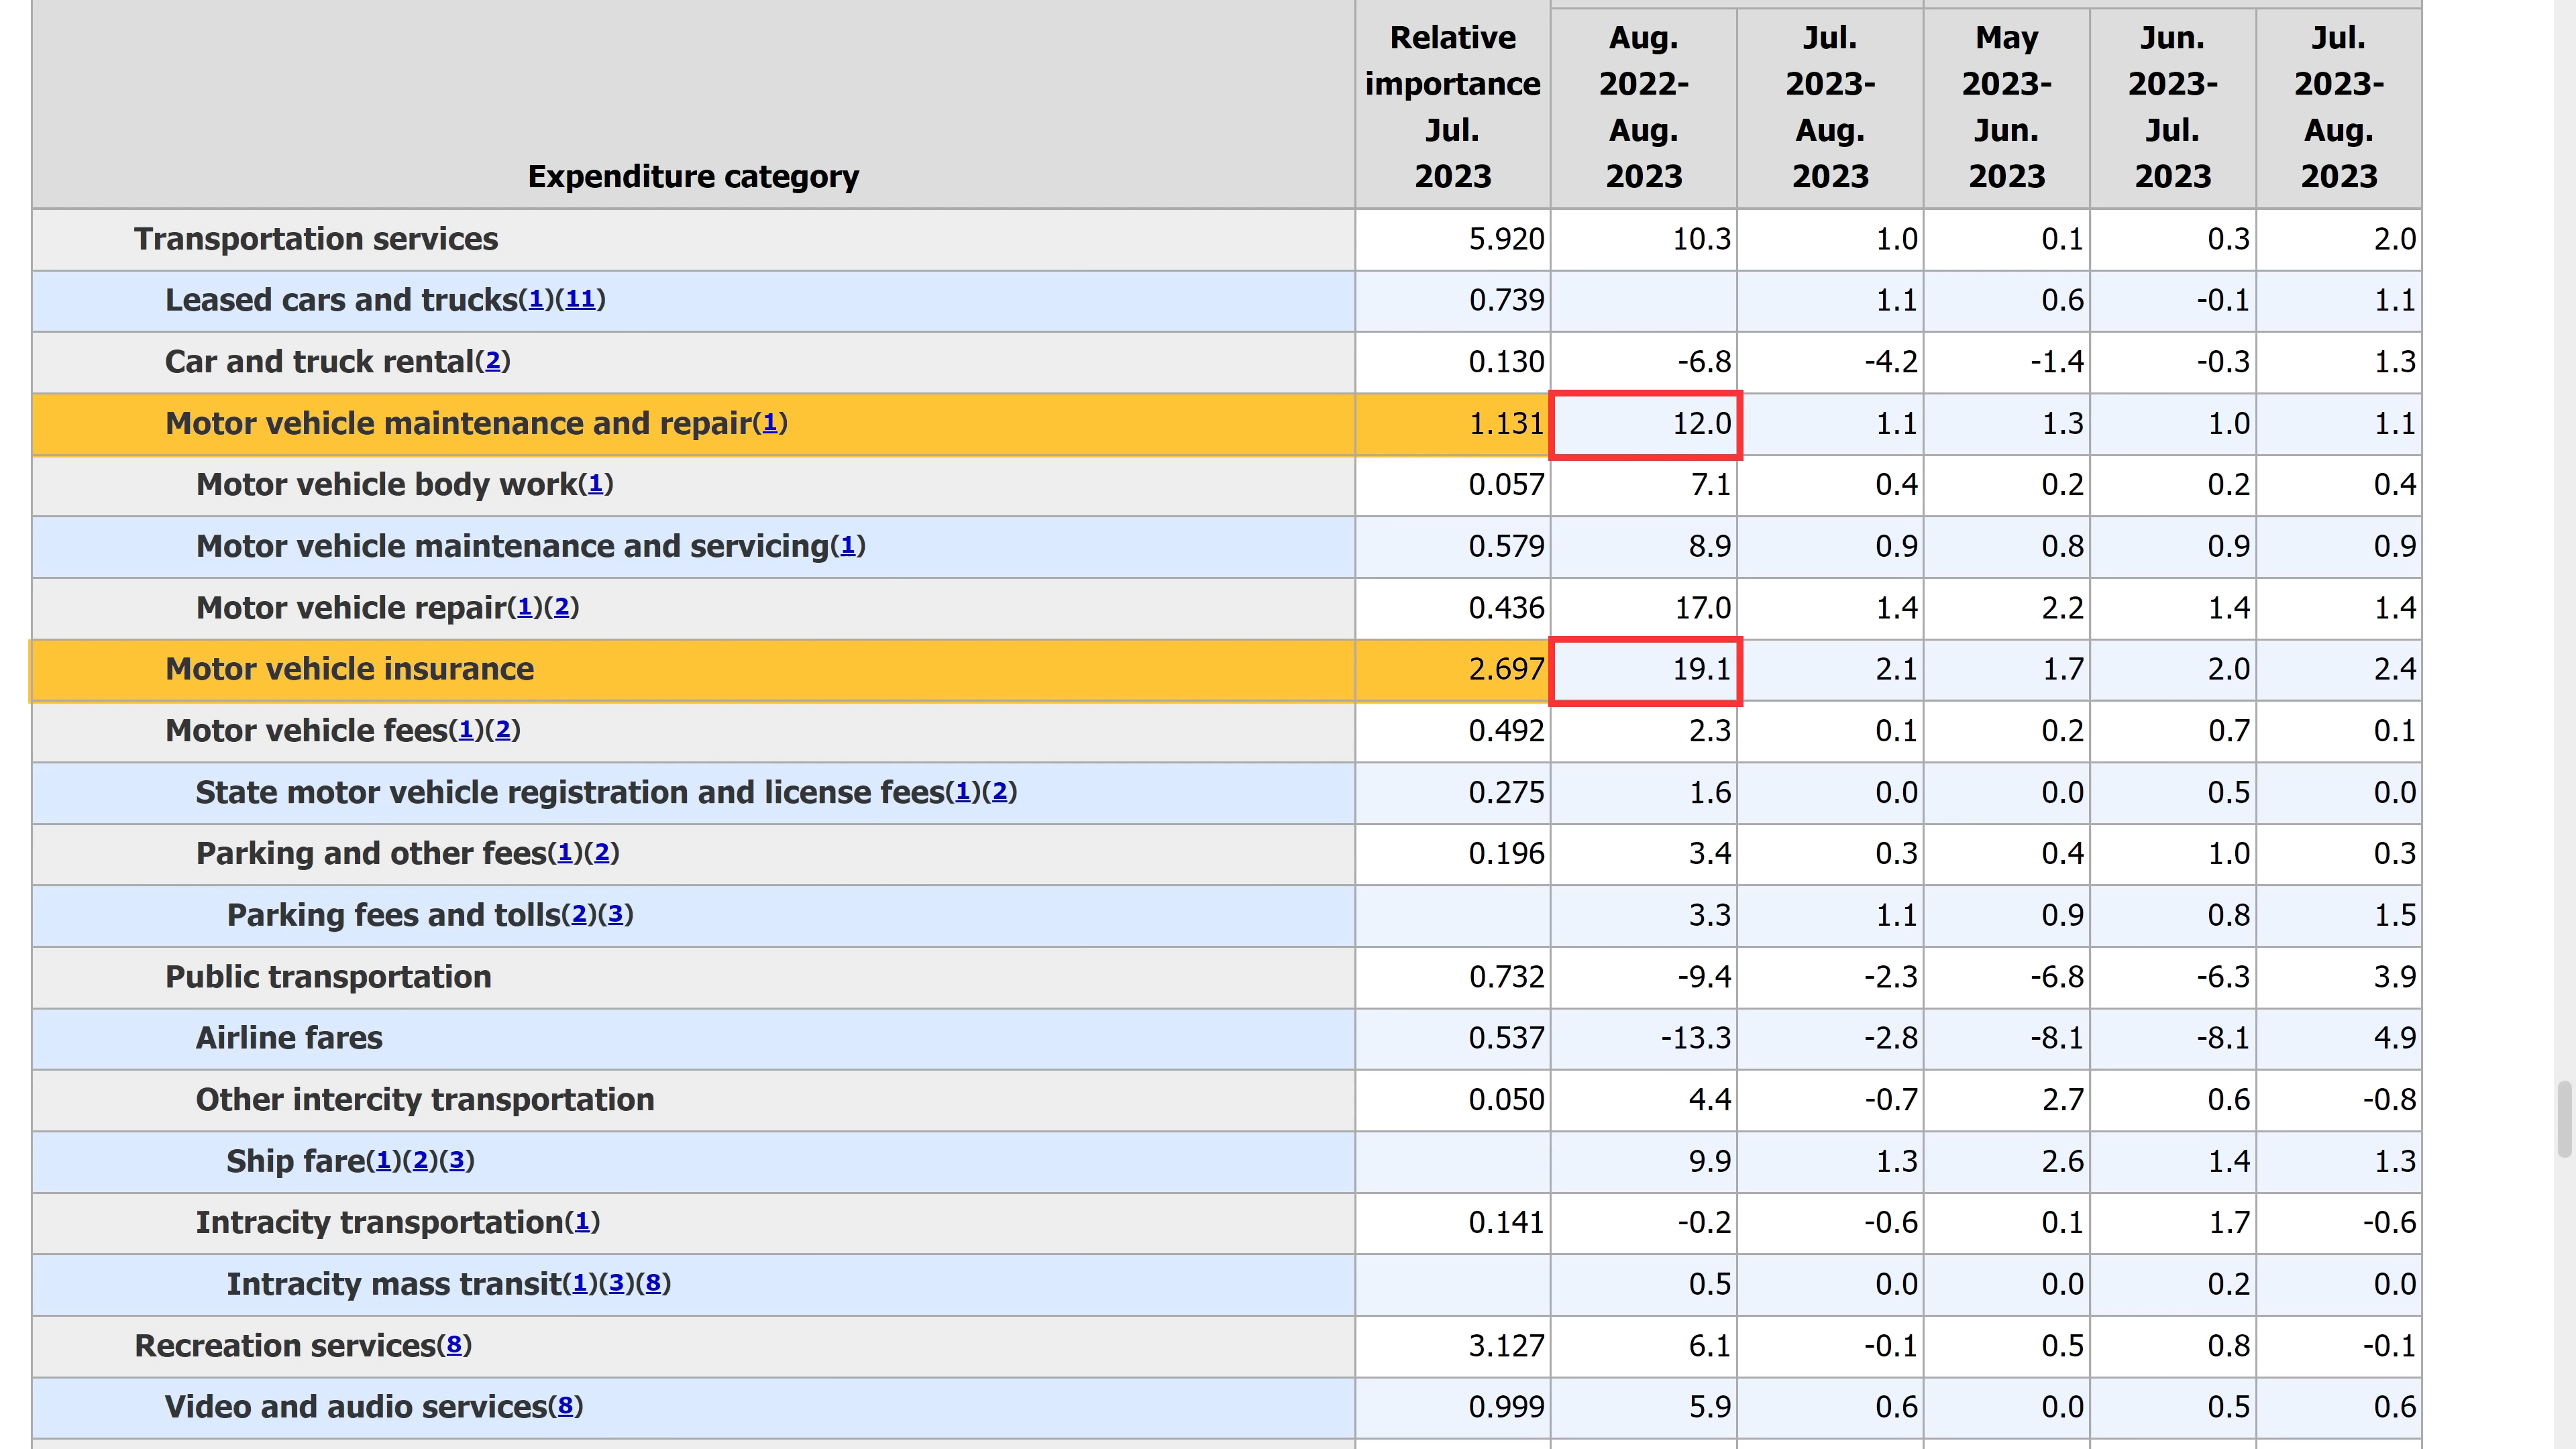 Expenditure category Relative importance Jul. 2023 Aug. 2022- Aug. 2023 Jul. 2023- Aug. 2023 May 2023- Jun. 2023 Jun. 2023- Jul. 2023 Jul. 2023- Aug. 2023
Transportation services 5.920 10.3 1.0 0.1 0.3 2.0
Leased cars and trucks(1)(11) 0.739 1.1 0.6 -0.1 1.1
Car and truck rental(2) 0.130 -6.8 -4.2 -1.4 -0.3 1.3
Motor vehicle maintenance and repair(1) 1.131 12.0 1.1 1.3 1.0 1.1
Motor vehicle body work(1) 0.057 7.1 0.4 0.2 0.2 0.4
Motor vehicle maintenance and servicing(1) 0.579 8.9 0.9 0.8 0.9 0.9
Motor vehicle repair(1)(2) 0.436 17.0 1.4 2.2 1.4 1.4
Motor vehicle insurance 2.697 19.1 2.1 1.7 2.0 2.4
Motor vehicle fees(1)(2) 0.492 2.3 0.1 0.2 0.7 0.1
State motor vehicle registration and license fees(1)(2) 0.275 1.6 0.0 0.0 0.5 0.0
Parking and other fees(1)(2) 0.196 3.4 0.3 0.4 1.0 0.3
Parking fees and tolls(2)(3) 3.3 1.1 0.9 0.8 1.5
Public transportation 0.732 -9.4 -2.3 -6.8 -6.3 3.9
Airline fares 0.537 -13.3 -2.8 -8.1 -8.1 4.9
Other intercity transportation 0.050 4.4 -0.7 2.7 0.6 -0.8
Ship fare(1)(2)(3) 9.9 1.3 2.6 1.4 1.3
Intracity transportation(1) 0.141 -0.2 -0.6 0.1 1.7 -0.6
Intracity mass transit(1)(3)(8) 0.5 0.0 0.0 0.2 0.0
Recreation services(8) 3.127 6.1 -0.1 0.5 0.8 -0.1
Video and audio services(8) 0.999 5.9 0.6 0.0 0.5 0.6